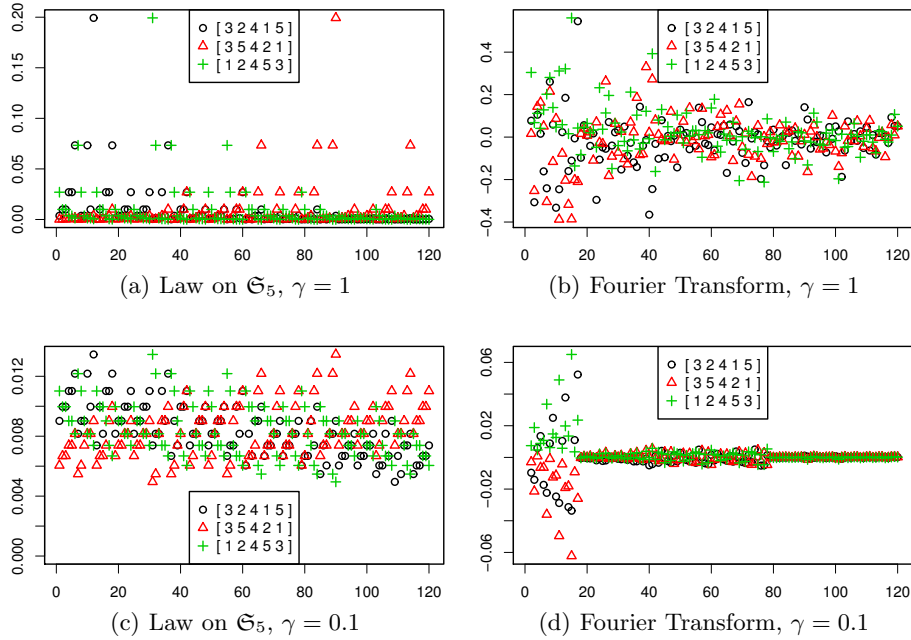 0.20
0.15
0.10
0.05
0.00
[ 3 2 4 1 5 ]
[ 3 5 4 2 1 ]
[ 1 2 4 5 3 ]
0 20 40 60 80 100 120
(a) Law on 𝔖5, γ = 1
0.4
0.2
0.0
−0.2
−0.4
[ 3 2 4 1 5 ]
[ 3 5 4 2 1 ]
[ 1 2 4 5 3 ]
0 20 40 60 80 100 120
(b) Fourier Transform, γ = 1
0.012
0.008
0.004
0.000
[ 3 2 4 1 5 ]
[ 3 5 4 2 1 ]
[ 1 2 4 5 3 ]
0 20 40 60 80 100 120
(c) Law on 𝔖5, γ = 0.1
0.06
0.02
−0.02
−0.06
[ 3 2 4 1 5 ]
[ 3 5 4 2 1 ]
[ 1 2 4 5 3 ]
0 20 40 60 80 100 120
(d) Fourier Transform, γ = 0.1